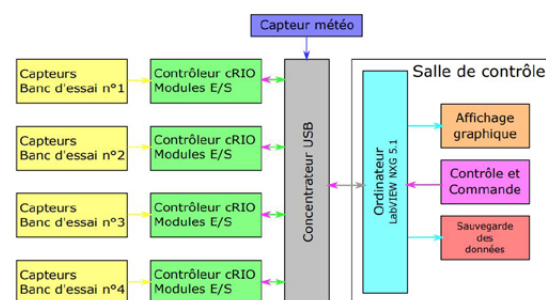 Capteur météo
Capteurs
Banc d'essai n°1
Contrôleur cRIO
Modules E/S
Capteurs
Banc d'essai n°2
Contrôleur cRIO
Modules E/S
Capteurs
Banc d'essai n°3
Contrôleur cRIO
Modules E/S
Capteurs
Banc d'essai n°4
Contrôleur cRIO
Modules E/S
Concentrateur USB
Salle de contrôle
Ordinateur
LabVIEW NXG 5.1
Affichage
graphique
Contrôle et
Commande
Sauvegarde
des
données